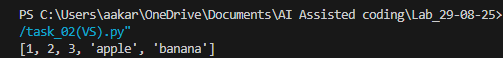 PS C:\Users\aakar\OneDrive\Documents\AI Assisted coding\Lab_29-08-25>
/task_02(VS).py"
[1, 2, 3, 'apple', 'banana']